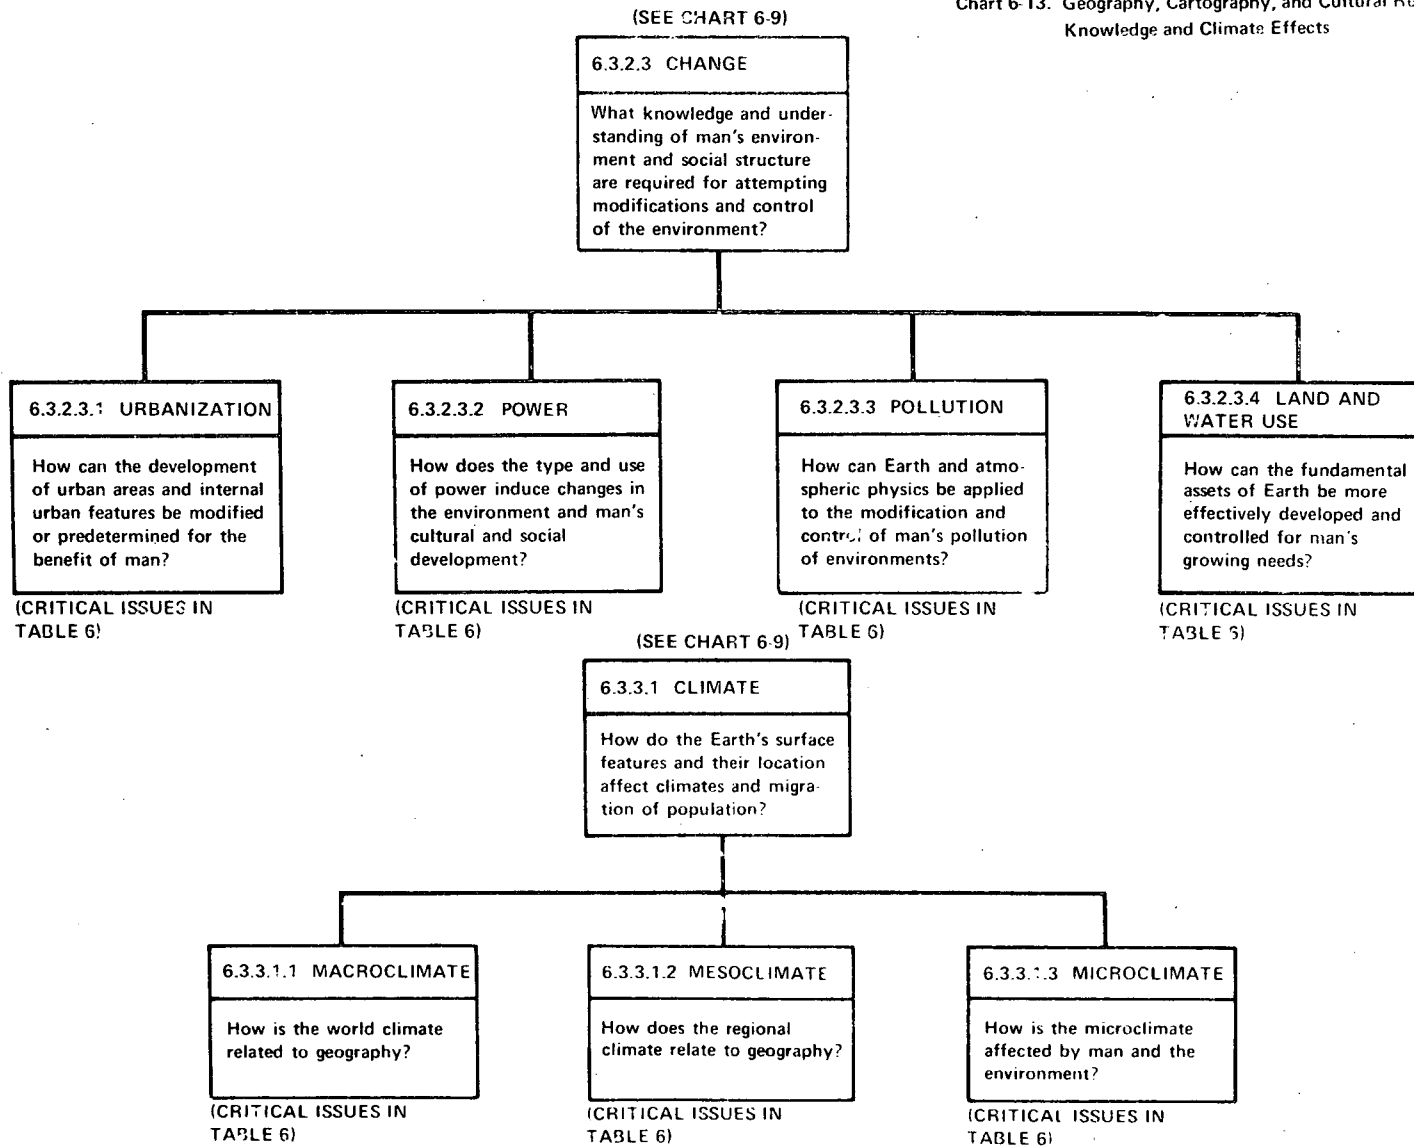 Chart 6-13. Geography, Cartography, and Cultural
Knowledge and Climate Effects
(SEE CHART 6-9)
6.3.2.3 CHANGE
What knowledge and under-
standing of man's environ-
ment and social structure
are required for attempting
modifications and control
of the environment?
6.3.2.3.1 URBANIZATION
How can the development
of urban areas and internal
urban features be modified
or predetermined for the
benefit of man?
(CRITICAL ISSUES IN
TABLE 6)
6.3.2.3.2 POWER
How does the type and use
of power induce changes in
the environment and man's
cultural and social
development?
(CRITICAL ISSUES IN
TABLE 6)
6.3.2.3.3 POLLUTION
How can Earth and atmo-
spheric physics be applied
to the modification and
control of man's pollution
of environments?
(CRITICAL ISSUES IN
TABLE 6)
6.3.2.3.4 LAND AND
WATER USE
How can the fundamental
assets of Earth be more
effectively developed and
controlled for man's
growing needs?
(CRITICAL ISSUES IN
TABLE 6)
(SEE CHART 6-9)
6.3.3.1 CLIMATE
How do the Earth's surface
features and their location
affect climates and migra-
tion of population?
6.3.3.1.1 MACROCLIMATE
How is the world climate
related to geography?
(CRITICAL ISSUES IN
TABLE 6)
6.3.3.1.2 MESOCLIMATE
How does the regional
climate relate to geography?
(CRITICAL ISSUES IN
TABLE 6)
6.3.3.1.3 MICROCLIMATE
How is the microclimate
affected by man and the
environment?
(CRITICAL ISSUES IN
TABLE 6)